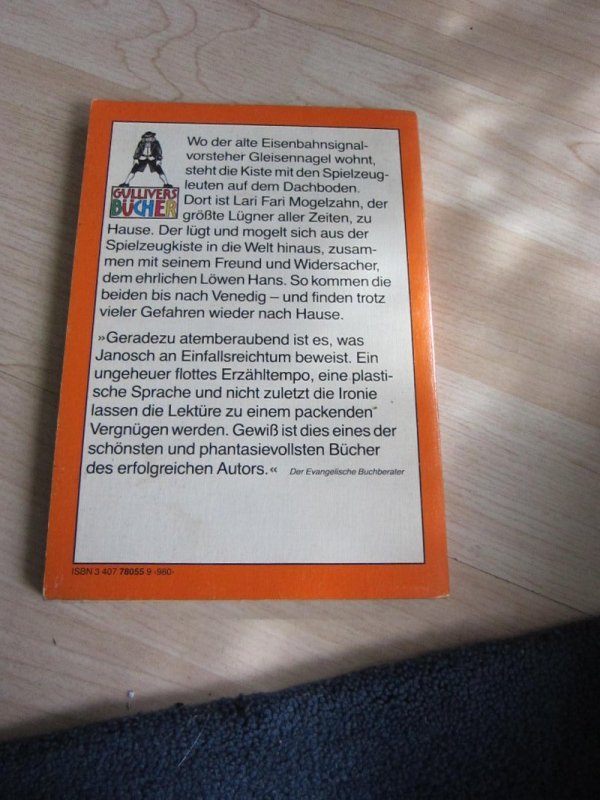 GULLIVERS
BÜCHER
Wo der alte Eisenbahnsignal-
vorsteher Gleisennagel wohnt,
steht die Kiste mit den Spielzeug-
leuten auf dem Dachboden.
Dort ist Lari Fari Mogelzahn, der
größte Lügner aller Zeiten, zu
Hause. Der lügt und mogelt sich aus der
Spielzeugkiste in die Welt hinaus, zusam-
men mit seinem Freund und Widersacher,
dem ehrlichen Löwen Hans. So kommen die
beiden bis nach Venedig – und finden trotz
vieler Gefahren wieder nach Hause.
»Geradezu atemberaubend ist es, was
Janosch an Einfallsreichtum beweist. Ein
ungeheuer flottes Erzähltempo, eine plasti-
sche Sprache und nicht zuletzt die Ironie
lassen die Lektüre zu einem packenden
Vergnügen werden. Gewiß ist dies eines der
schönsten und phantasievollsten Bücher
des erfolgreichen Autors.« Der Evangelische Buchberater
ISBN 3 407 78055 9 ‹980›